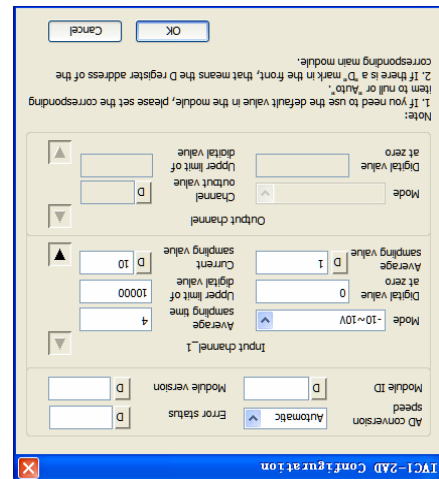 IVC1-2AD Configuration
AD conversion
speed
Automatic
Error status
D
Module ID
D
Module version
D
Input channel_1
Mode
-10~10V
Average
sampling time
4
Digital value
at zero
0
Upper limit of
digital value
10000
Average
sampling value
D
1
Current
sampling value
D
10
Output channel
Mode
Channel
output value
D
Digital value
at zero
Upper limit of
digital value
Note:
1. If you need to use the default value in the module, please set the corresponding
item to null or "Auto".
2. If there is a "D" mark in the front, that means the D register address of the
corresponding main module.
OK
Cancel